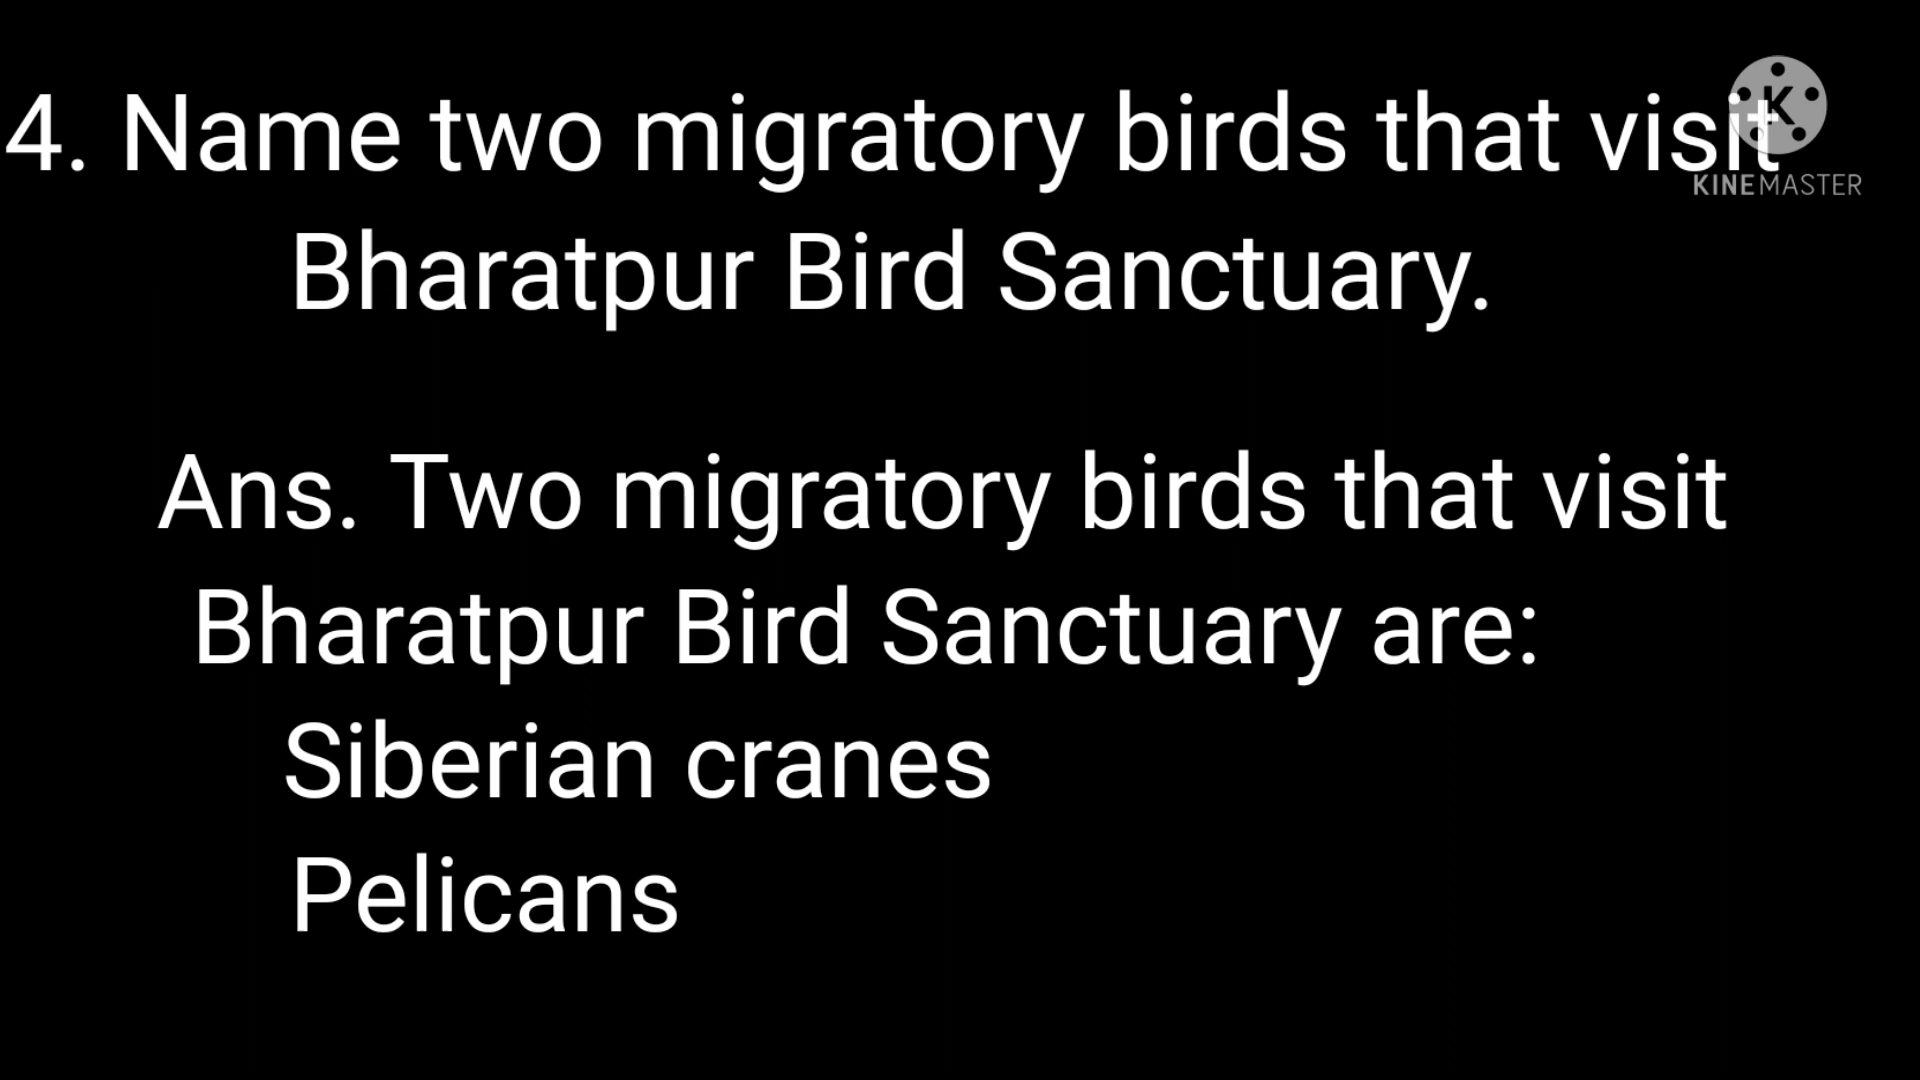 4. Name two migratory birds that visit
KINEMASTER
Bharatpur Bird Sanctuary.
Ans. Two migratory birds that visit
Bharatpur Bird Sanctuary are:
Siberian cranes
Pelicans